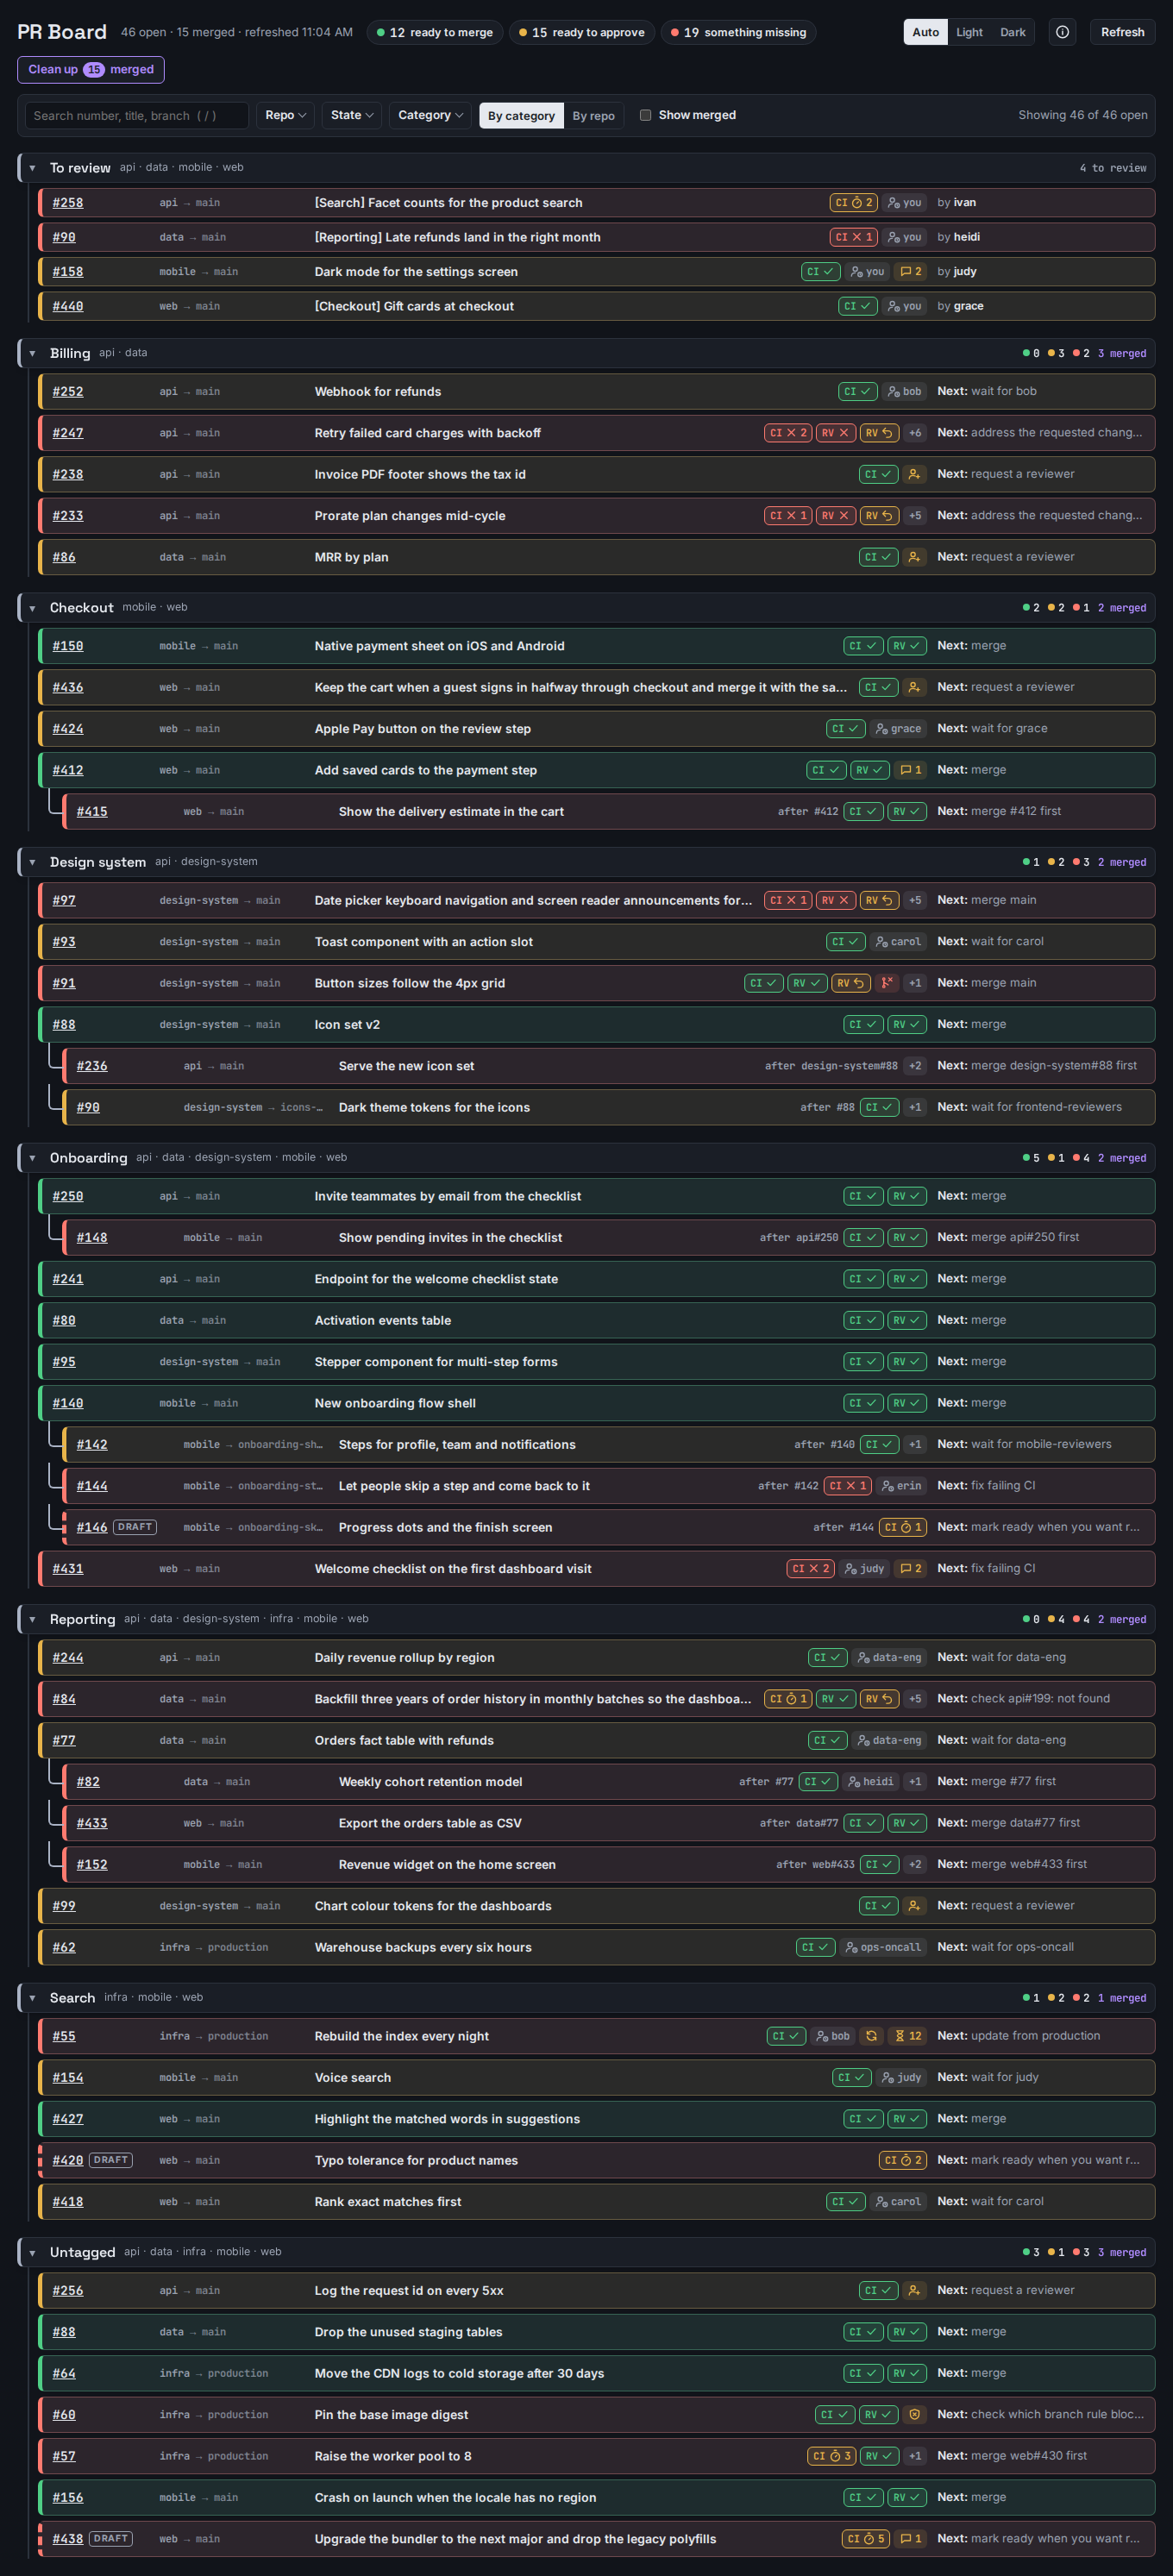 PR Board 46 open · 15 merged · refreshed 11:04 AM 12 ready to merge 15 ready to approve 19 something missing Auto Light Dark Refresh
Clean up 15 merged
Search number, title, branch ( / ) Repo State Category By category By repo Show merged Showing 46 of 46 open
To review api · data · mobile · web 4 to review
#258 api → main [Search] Facet counts for the product search CI 2 you by ivan
#90 data → main [Reporting] Late refunds land in the right month CI 1 you by heidi
#158 mobile → main Dark mode for the settings screen CI you 2 by judy
#440 web → main [Checkout] Gift cards at checkout CI you by grace
Billing api · data 0 3 2 3 merged
#252 api → main Webhook for refunds CI bob Next: wait for bob
#247 api → main Retry failed card charges with backoff CI 2 RV RV +6 Next: address the requested chang…
#238 api → main Invoice PDF footer shows the tax id CI Next: request a reviewer
#233 api → main Prorate plan changes mid-cycle CI 1 RV RV +5 Next: address the requested chang…
#86 data → main MRR by plan CI Next: request a reviewer
Checkout mobile · web 2 2 1 2 merged
#150 mobile → main Native payment sheet on iOS and Android CI RV Next: merge
#436 web → main Keep the cart when a guest signs in halfway through checkout and merge it with the sa… CI Next: request a reviewer
#424 web → main Apple Pay button on the review step CI grace Next: wait for grace
#412 web → main Add saved cards to the payment step CI RV 1 Next: merge
#415 web → main Show the delivery estimate in the cart after #412 CI RV Next: merge #412 first
Design system api · design-system 1 2 3 2 merged
#97 design-system → main Date picker keyboard navigation and screen reader announcements for… CI 1 RV RV +5 Next: merge main
#93 design-system → main Toast component with an action slot CI carol Next: wait for carol
#91 design-system → main Button sizes follow the 4px grid CI RV RV +1 Next: merge main
#88 design-system → main Icon set v2 CI RV Next: merge
#236 api → main Serve the new icon set after design-system#88 +2 Next: merge design-system#88 first
#90 design-system → icons-… Dark theme tokens for the icons after #88 CI +1 Next: wait for frontend-reviewers
Onboarding api · data · design-system · mobile · web 5 1 4 2 merged
#250 api → main Invite teammates by email from the checklist CI RV Next: merge
#148 mobile → main Show pending invites in the checklist after api#250 CI RV Next: merge api#250 first
#241 api → main Endpoint for the welcome checklist state CI RV Next: merge
#80 data → main Activation events table CI RV Next: merge
#95 design-system → main Stepper component for multi-step forms CI RV Next: merge
#140 mobile → main New onboarding flow shell CI RV Next: merge
#142 mobile → onboarding-sh… Steps for profile, team and notifications after #140 CI +1 Next: wait for mobile-reviewers
#144 mobile → onboarding-st… Let people skip a step and come back to it after #142 CI 1 erin Next: fix failing CI
#146 DRAFT mobile → onboarding-sk… Progress dots and the finish screen after #144 CI 1 Next: mark ready when you want r…
#431 web → main Welcome checklist on the first dashboard visit CI 2 judy 2 Next: fix failing CI
Reporting api · data · design-system · infra · mobile · web 0 4 4 2 merged
#244 api → main Daily revenue rollup by region CI data-eng Next: wait for data-eng
#84 data → main Backfill three years of order history in monthly batches so the dashboa… CI 1 RV RV +5 Next: check api#199: not found
#77 data → main Orders fact table with refunds CI data-eng Next: wait for data-eng
#82 data → main Weekly cohort retention model after #77 CI heidi +1 Next: merge #77 first
#433 web → main Export the orders table as CSV after data#77 CI RV Next: merge data#77 first
#152 mobile → main Revenue widget on the home screen after web#433 CI +2 Next: merge web#433 first
#99 design-system → main Chart colour tokens for the dashboards CI Next: request a reviewer
#62 infra → production Warehouse backups every six hours CI ops-oncall Next: wait for ops-oncall
Search infra · mobile · web 1 2 2 1 merged
#55 infra → production Rebuild the index every night CI bob 12 Next: update from production
#154 mobile → main Voice search CI judy Next: wait for judy
#427 web → main Highlight the matched words in suggestions CI RV Next: merge
#420 DRAFT web → main Typo tolerance for product names CI 2 Next: mark ready when you want r…
#418 web → main Rank exact matches first CI carol Next: wait for carol
Untagged api · data · infra · mobile · web 3 1 3 3 merged
#256 api → main Log the request id on every 5xx CI Next: request a reviewer
#88 data → main Drop the unused staging tables CI RV Next: merge
#64 infra → production Move the CDN logs to cold storage after 30 days CI RV Next: merge
#60 infra → production Pin the base image digest CI RV Next: check which branch rule bloc…
#57 infra → production Raise the worker pool to 8 CI 3 RV +1 Next: merge web#430 first
#156 mobile → main Crash on launch when the locale has no region CI RV Next: merge
#438 DRAFT web → main Upgrade the bundler to the next major and drop the legacy polyfills CI 5 1 Next: mark ready when you want r…